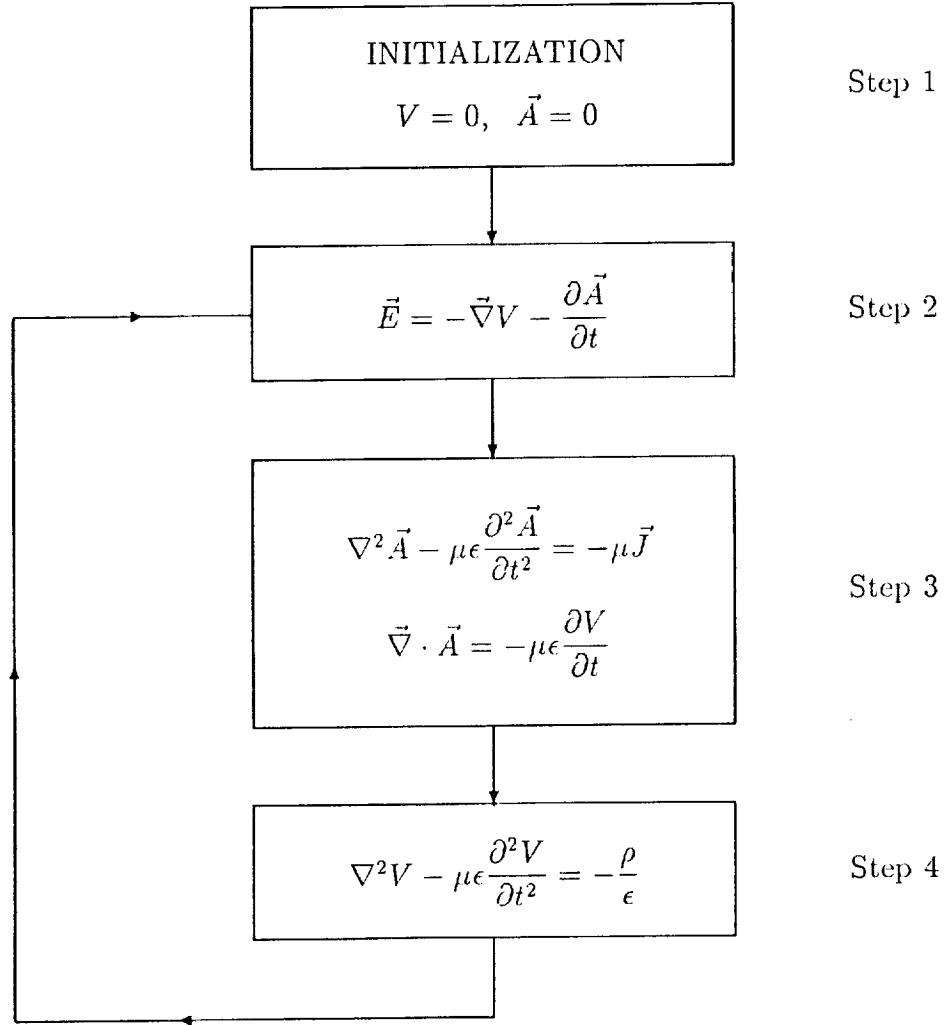 INITIALIZATION
V = 0, \vec{A} = 0
Step 1
\vec{E} = -\vec{\nabla}V - \frac{\partial \vec{A}}{\partial t}
Step 2
\nabla^2 \vec{A} - \mu\epsilon \frac{\partial^2 \vec{A}}{\partial t^2} = -\mu \vec{J}
\vec{\nabla} \cdot \vec{A} = -\mu\epsilon \frac{\partial V}{\partial t}
Step 3
\nabla^2 V - \mu\epsilon \frac{\partial^2 V}{\partial t^2} = -\frac{\rho}{\epsilon}
Step 4